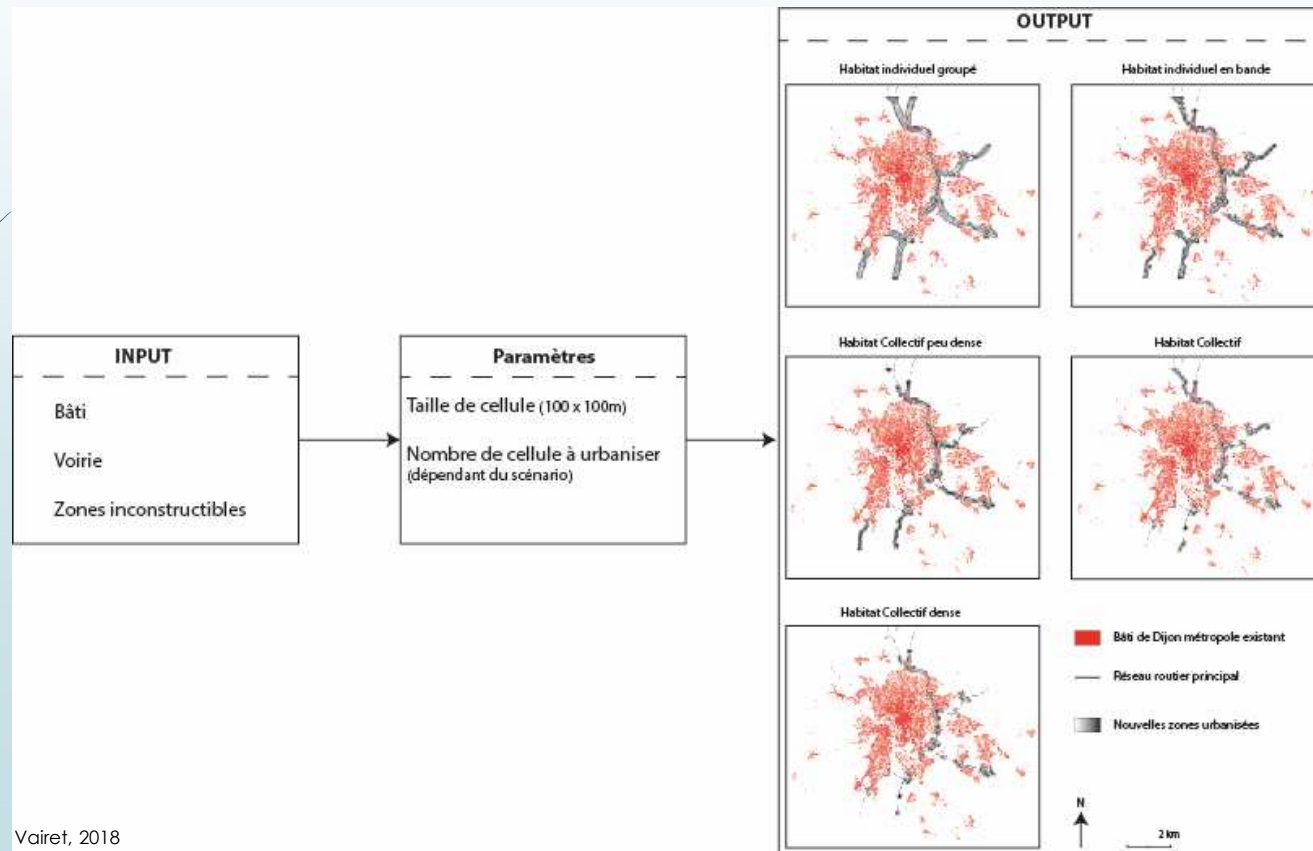 INPUT
Bâti
Voirie
Zones inconstructibles
Paramètres
Taille de cellule (100 x 100m)
Nombre de cellule à urbaniser
(dépendant du scénario)
OUTPUT
Habitat individuel groupé
Habitat individuel en bande
Habitat Collectif peu dense
Habitat Collectif
Habitat Collectif dense
Bâti de Dijon métropole existant
Réseau routier principal
Nouvelles zones urbanisées
N
2 km
Vairet, 2018